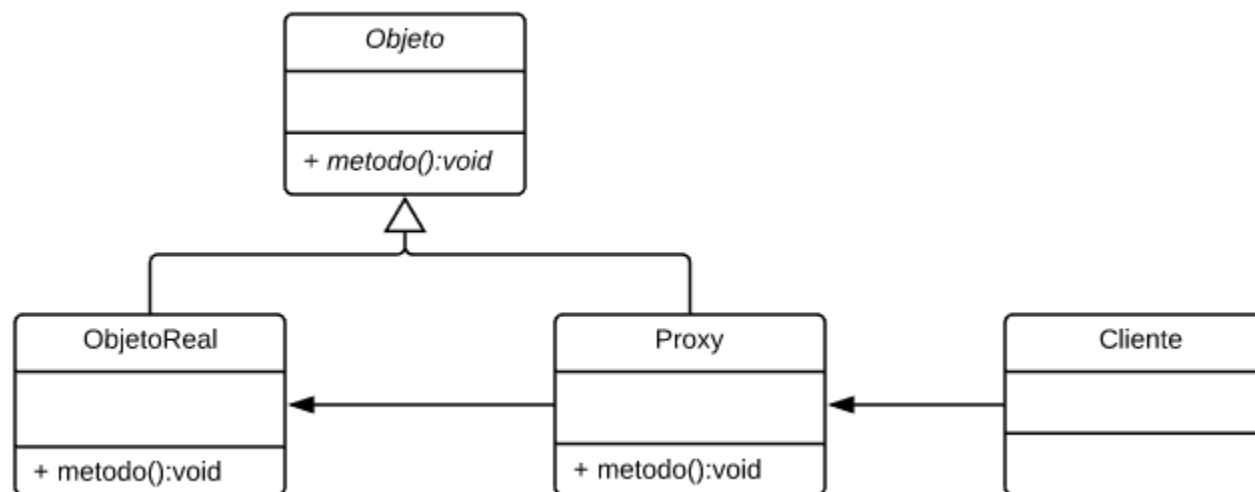 Objeto
+ metodo():void
ObjetoReal
Proxy
Cliente
+ metodo():void
+ metodo():void